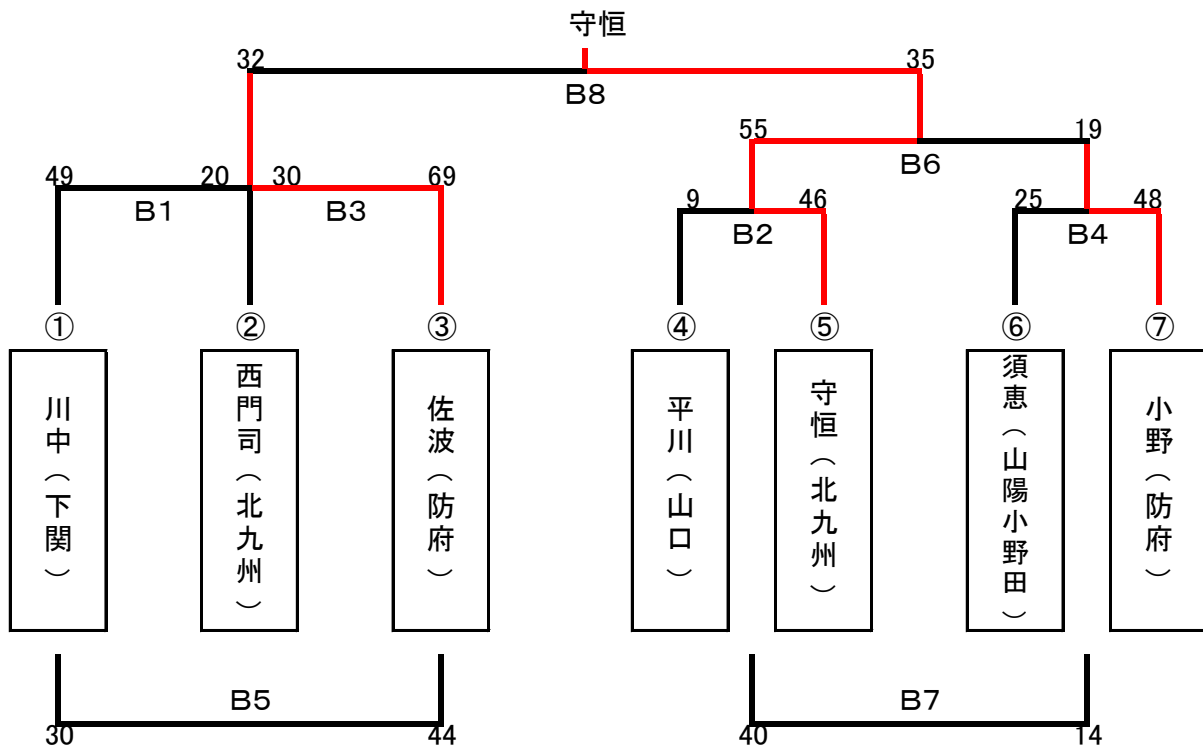 守恒
32
35
B8
55
19
B6
49
20
30
69
B1
B3
9
46
25
48
B2
B4
①
②
③
④
⑤
⑥
⑦
川中(下関)
西門司(北九州)
佐波(防府)
平川(山口)
守恒(北九州)
須恵(山陽小野田)
小野(防府)
B5
B7
30
44
40
14